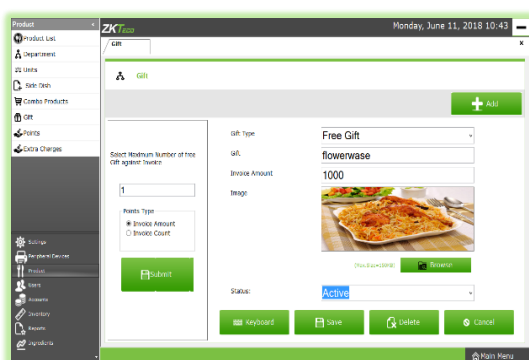 Product
ZKTeco
Monday, June 11, 2018 10:43
Product List
Department
Units
Side Dish
Combo Products
Gift
Points
Extra Charges
Settings
Peripheral Devices
Product
Users
Accounts
Inventory
Reports
Ingredients
Gift
x
Gift
Add
Select Maximum Number of free
Gift against Invoice
1
Points Type
Invoice Amount
Invoice Count
Submit
Gift Type
Free Gift
Gift
flowerwase
Invoice Amount
1000
Image
Browse
Status:
Active
Keyboard
Save
Delete
Cancel
Main Menu